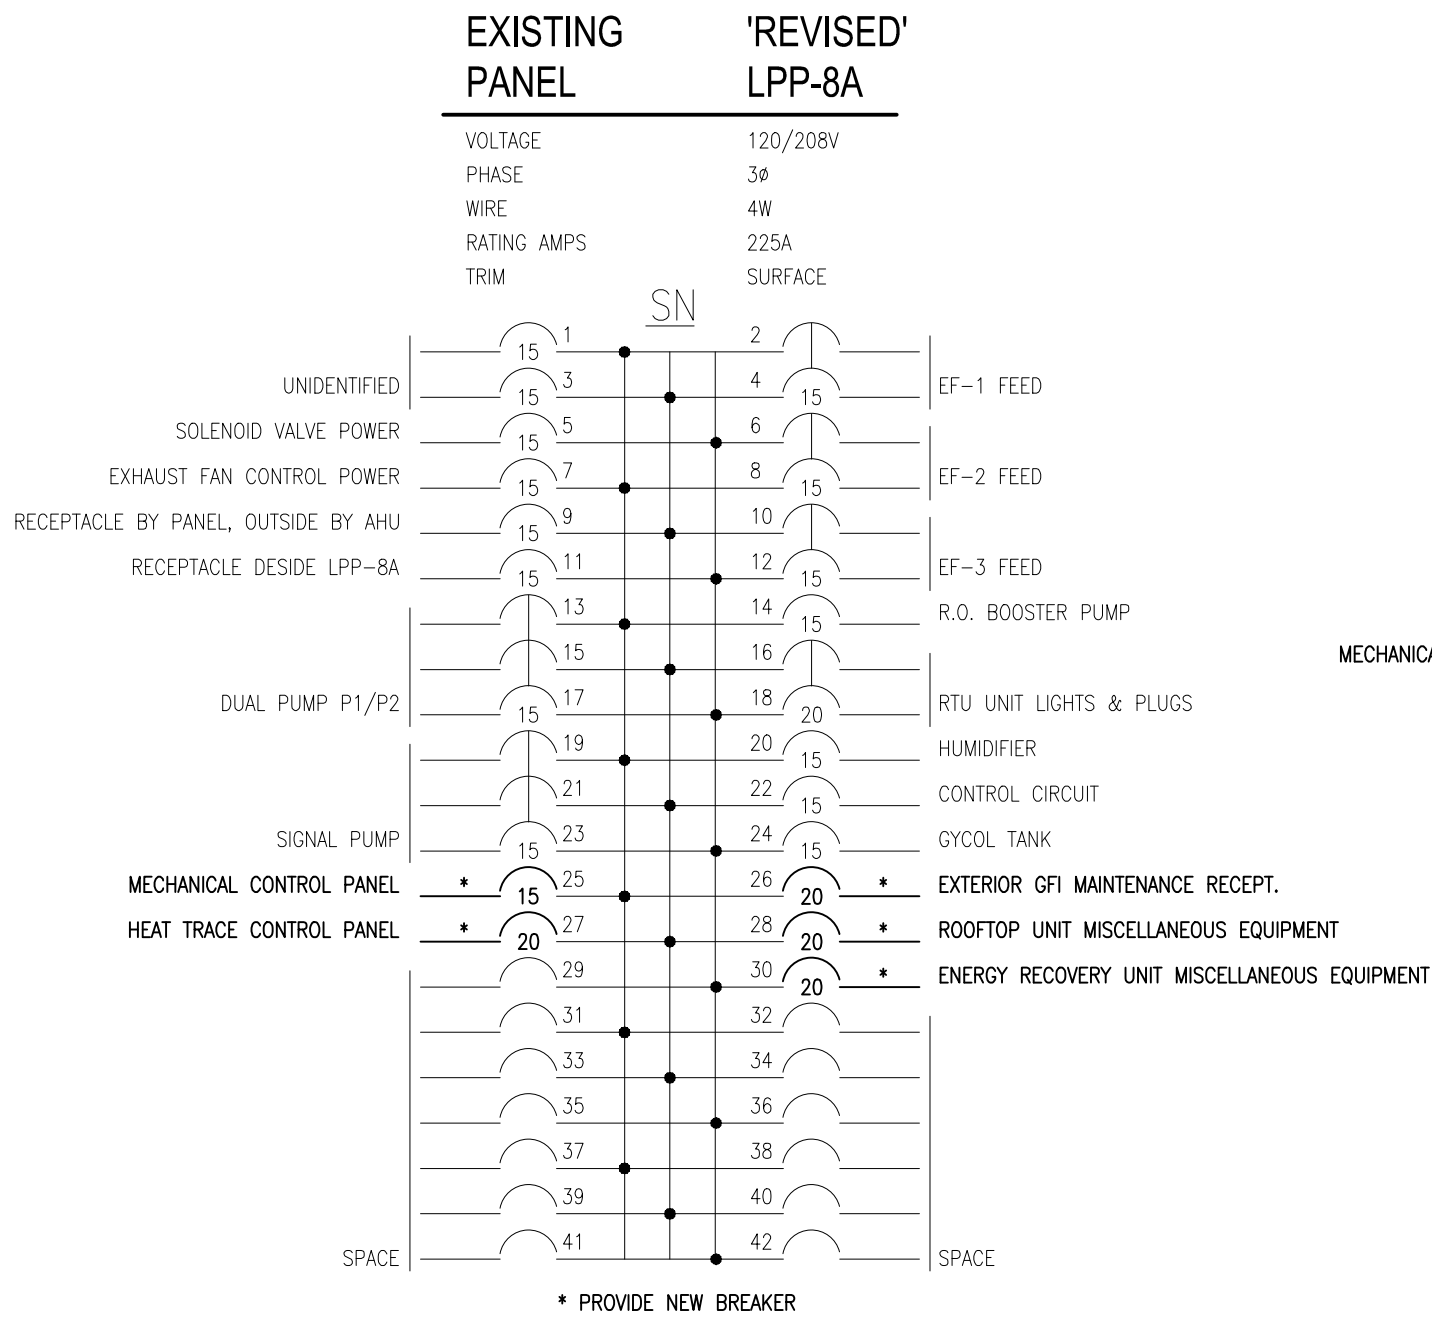 EXISTING 'REVISED'
PANEL LPP-8A
VOLTAGE 120/208V
PHASE 3ø
WIRE 4W
RATING AMPS 225A
TRIM SURFACE
SN
1 15 2
UNIDENTIFIED 3 15 4 15 EF-1 FEED
SOLENOID VALVE POWER 5 15 6
EXHAUST FAN CONTROL POWER 7 15 8 15 EF-2 FEED
RECEPTACLE BY PANEL, OUTSIDE BY AHU 9 15 10
RECEPTACLE DESIDE LPP-8A 11 15 12 15 EF-3 FEED
13 14 15 R.O. BOOSTER PUMP
15 16
MECHANICA
DUAL PUMP P1/P2 17 15 18 20 RTU UNIT LIGHTS & PLUGS
19 20 15 HUMIDIFIER
21 22 15 CONTROL CIRCUIT
SIGNAL PUMP 23 15 24 15 GYCOL TANK
MECHANICAL CONTROL PANEL * 25 15 26 20 * EXTERIOR GFI MAINTENANCE RECEPT.
HEAT TRACE CONTROL PANEL * 27 20 28 20 * ROOFTOP UNIT MISCELLANEOUS EQUIPMENT
29 30 20 * ENERGY RECOVERY UNIT MISCELLANEOUS EQUIPMENT
31 32
33 34
35 36
37 38
39 40
SPACE 41 42 SPACE
* PROVIDE NEW BREAKER